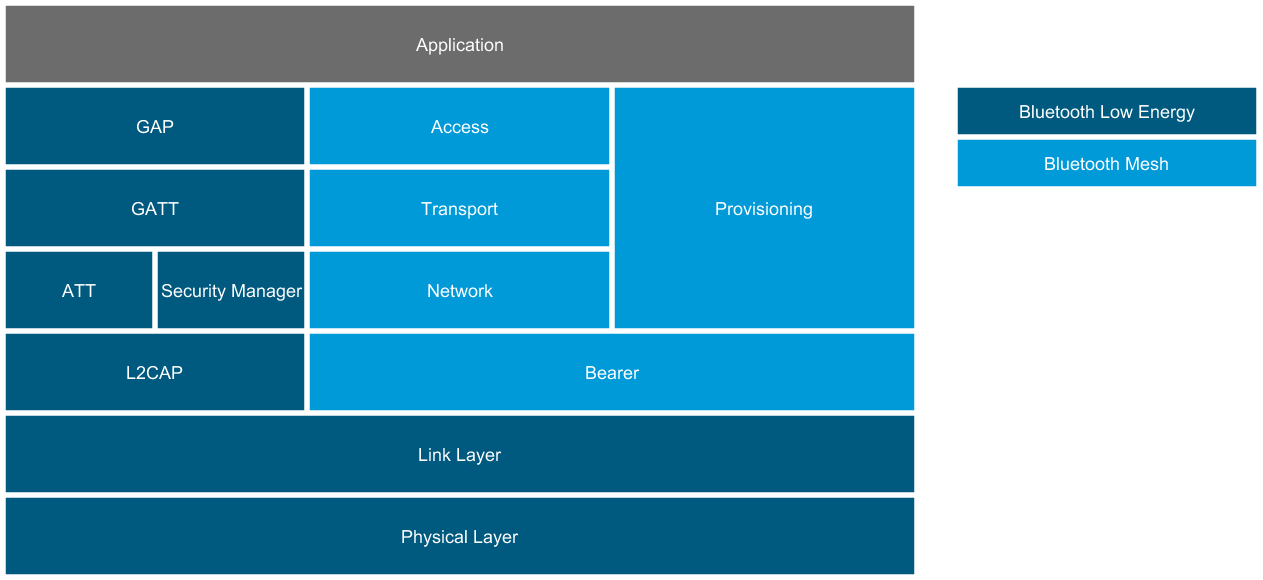 Application
GAP
Access
Bluetooth Low Energy
Bluetooth Mesh
GATT
Transport
Provisioning
ATT
Security Manager
Network
L2CAP
Bearer
Link Layer
Physical Layer